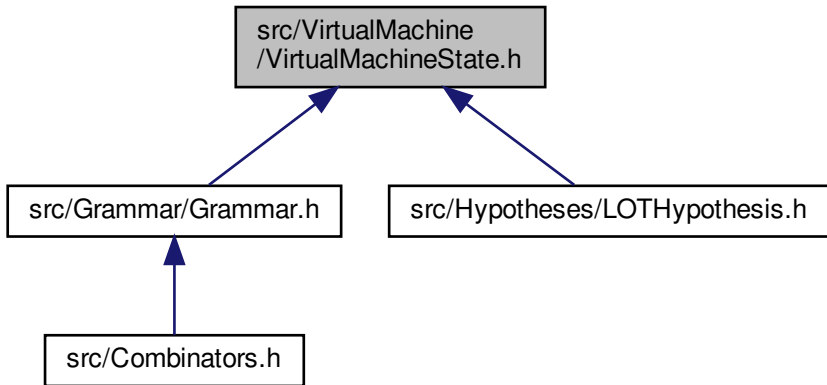 src/VirtualMachine
/VirtualMachineState.h
src/Grammar/Grammar.h
src/Hypotheses/LOTHypothesis.h
src/Combinators.h